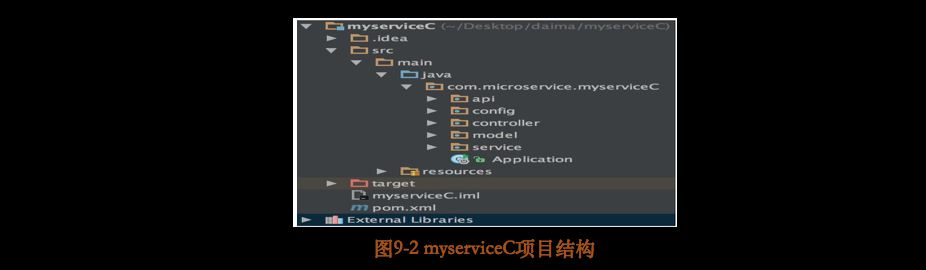 myserviceC (~/Desktop/daima/myserviceC)
.idea
src
main
java
com.microservice.myserviceC
api
config
controller
model
service
Application
resources
target
myserviceC.iml
pom.xml
External Libraries
图9-2 myserviceC项目结构